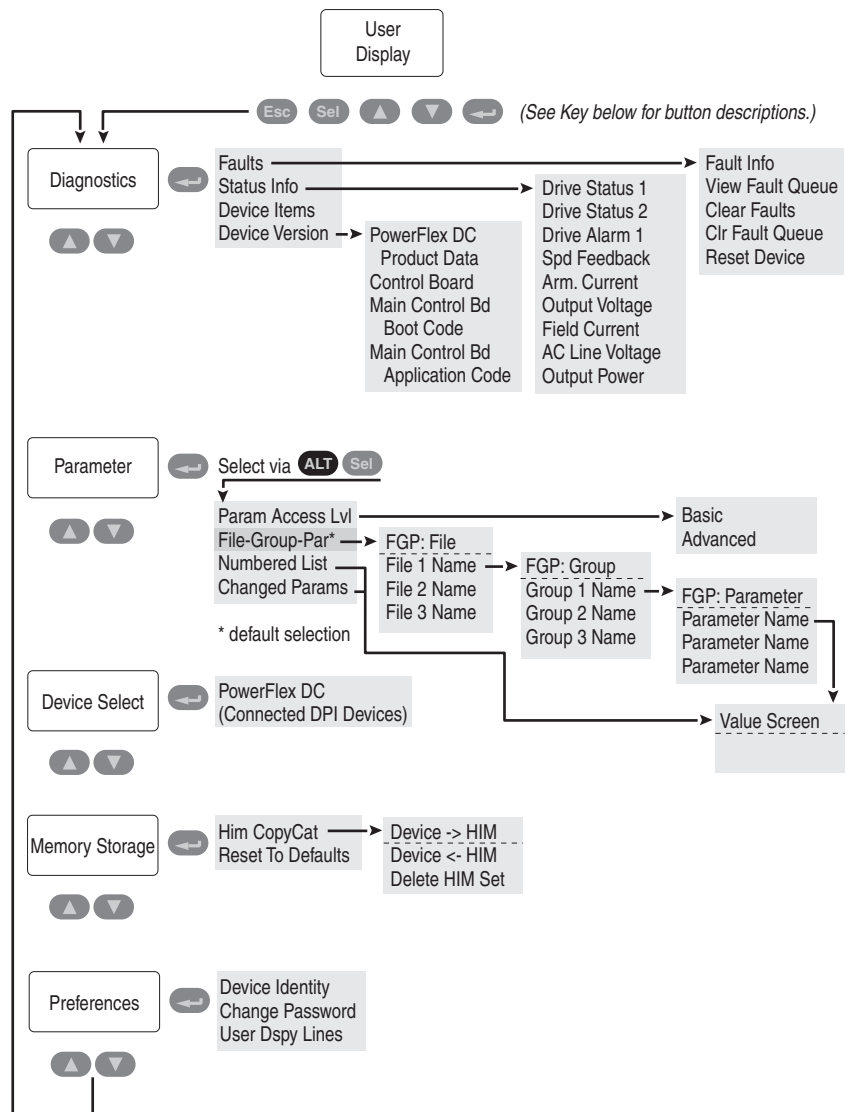 User
Display
Esc Sel (See Key below for button descriptions.)
Diagnostics
Faults
Status Info
Device Items
Device Version
PowerFlex DC
Product Data
Control Board
Main Control Bd
Boot Code
Main Control Bd
Application Code
Drive Status 1
Drive Status 2
Drive Alarm 1
Spd Feedback
Arm. Current
Output Voltage
Field Current
AC Line Voltage
Output Power
Fault Info
View Fault Queue
Clear Faults
Clr Fault Queue
Reset Device
Parameter
Select via ALT Sel
Param Access Lvl
File-Group-Par*
Numbered List
Changed Params
* default selection
FGP: File
File 1 Name
File 2 Name
File 3 Name
FGP: Group
Group 1 Name
Group 2 Name
Group 3 Name
Basic
Advanced
FGP: Parameter
Parameter Name
Parameter Name
Parameter Name
Value Screen
Device Select
PowerFlex DC
(Connected DPI Devices)
Memory Storage
Him CopyCat
Reset To Defaults
Device -> HIM
Device <- HIM
Delete HIM Set
Preferences
Device Identity
Change Password
User Dspy Lines